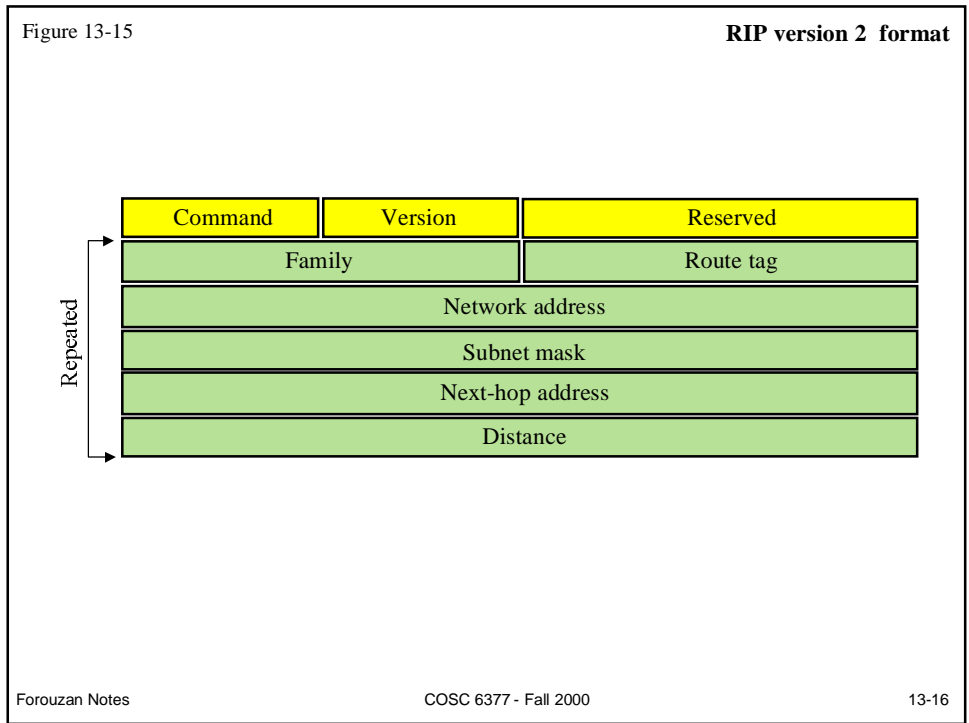 Figure 13-15 RIP version 2 format
Command Version Reserved
Family Route tag
Network address
Subnet mask
Next-hop address
Distance
Repeated
Forouzan Notes COSC 6377 - Fall 2000 13-16